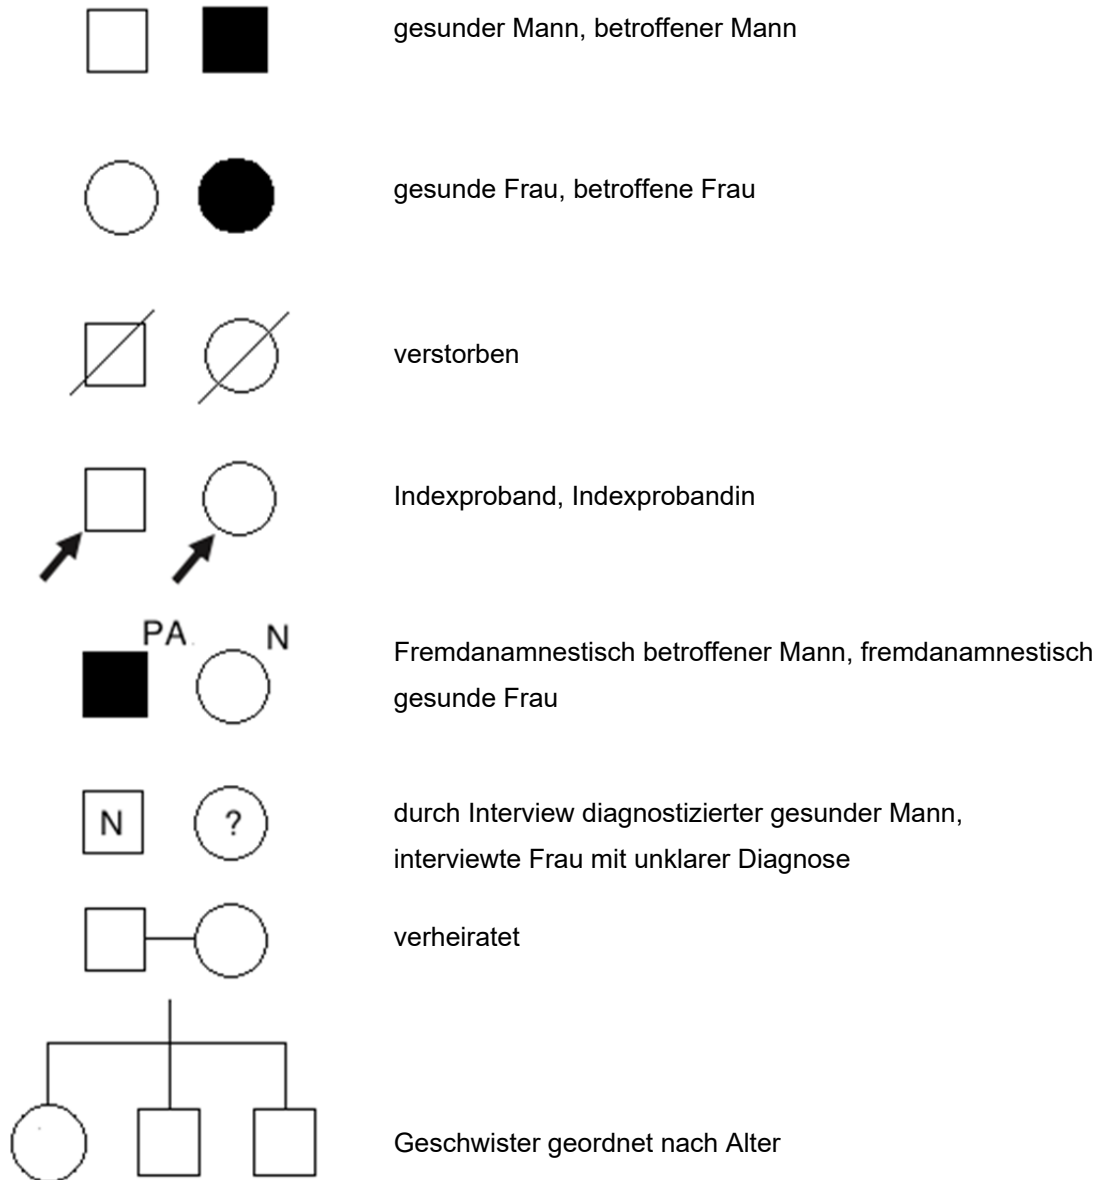 gesunder Mann, betroffener Mann
gesunde Frau, betroffene Frau
verstorben
Indexproband, Indexprobandin
PA N
Fremdanamnestisch betroffener Mann, fremdanamnestisch
gesunde Frau
N ?
durch Interview diagnostizierter gesunder Mann,
interviewte Frau mit unklarer Diagnose
verheiratet
Geschwister geordnet nach Alter